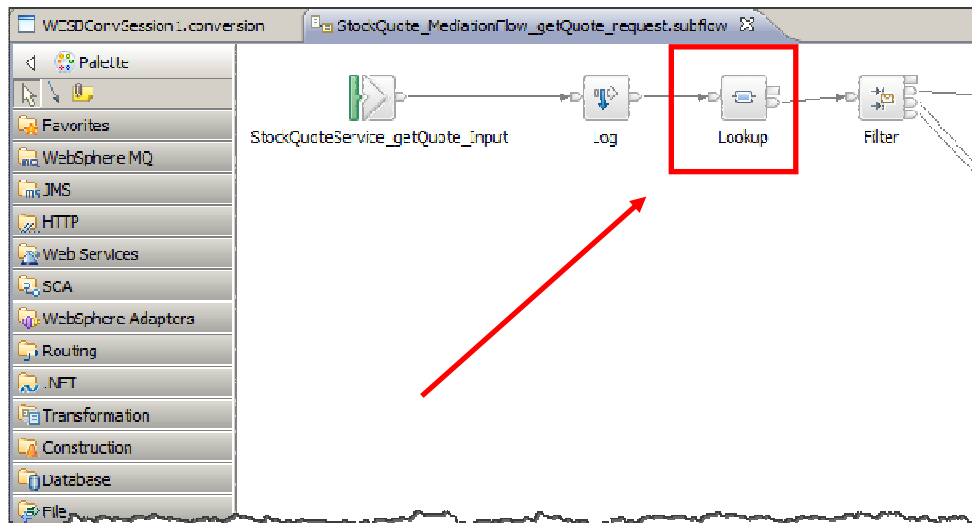 WESBConvSession1.conversion
StockQuote_MediationFlow_getQuote_request.subflow
Palette
Favorites
WebSphere MQ
JMS
HTTP
Web Services
SCA
WebSphere Adapters
Routing
.NET
Transformation
Construction
Database
File
StockQuoteService_getQuote_Input
Log
Lookup
Filter